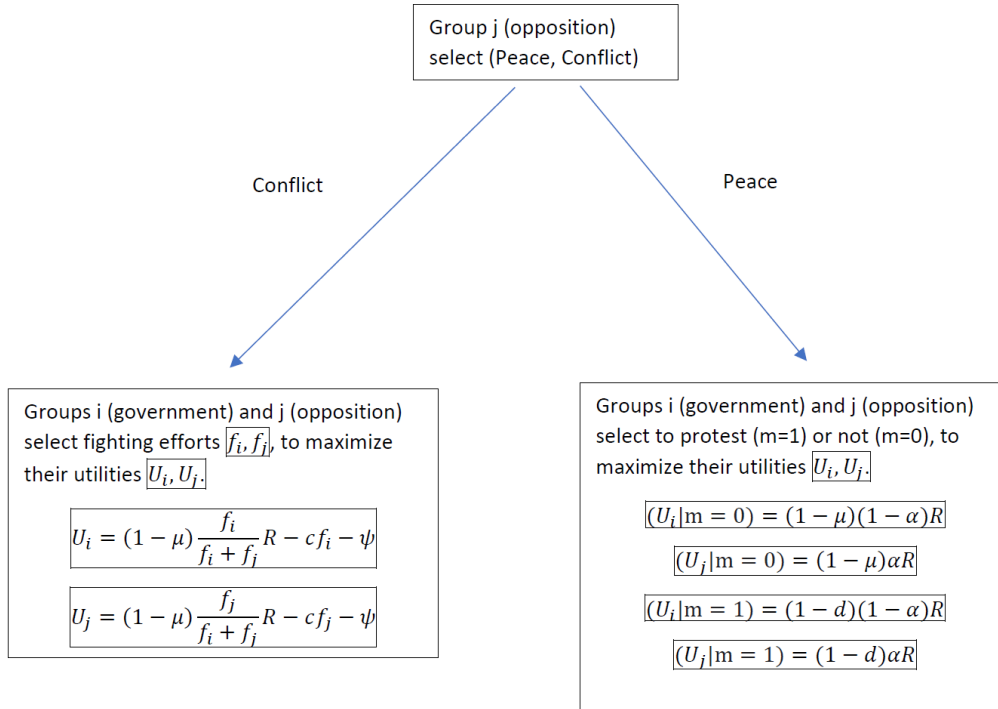 Group j (opposition)
select (Peace, Conflict)
Conflict
Peace
Groups i (government) and j (opposition)
select fighting efforts f_i, f_j, to maximize
their utilities U_i, U_j.
U_i = (1 − μ) f_i / (f_i + f_j) R − cf_i − ψ
U_j = (1 − μ) f_j / (f_i + f_j) R − cf_j − ψ
Groups i (government) and j (opposition)
select to protest (m=1) or not (m=0), to
maximize their utilities U_i, U_j.
(U_i|m = 0) = (1 − μ)(1 − α)R
(U_j|m = 0) = (1 − μ)αR
(U_i|m = 1) = (1 − d)(1 − α)R
(U_j|m = 1) = (1 − d)αR